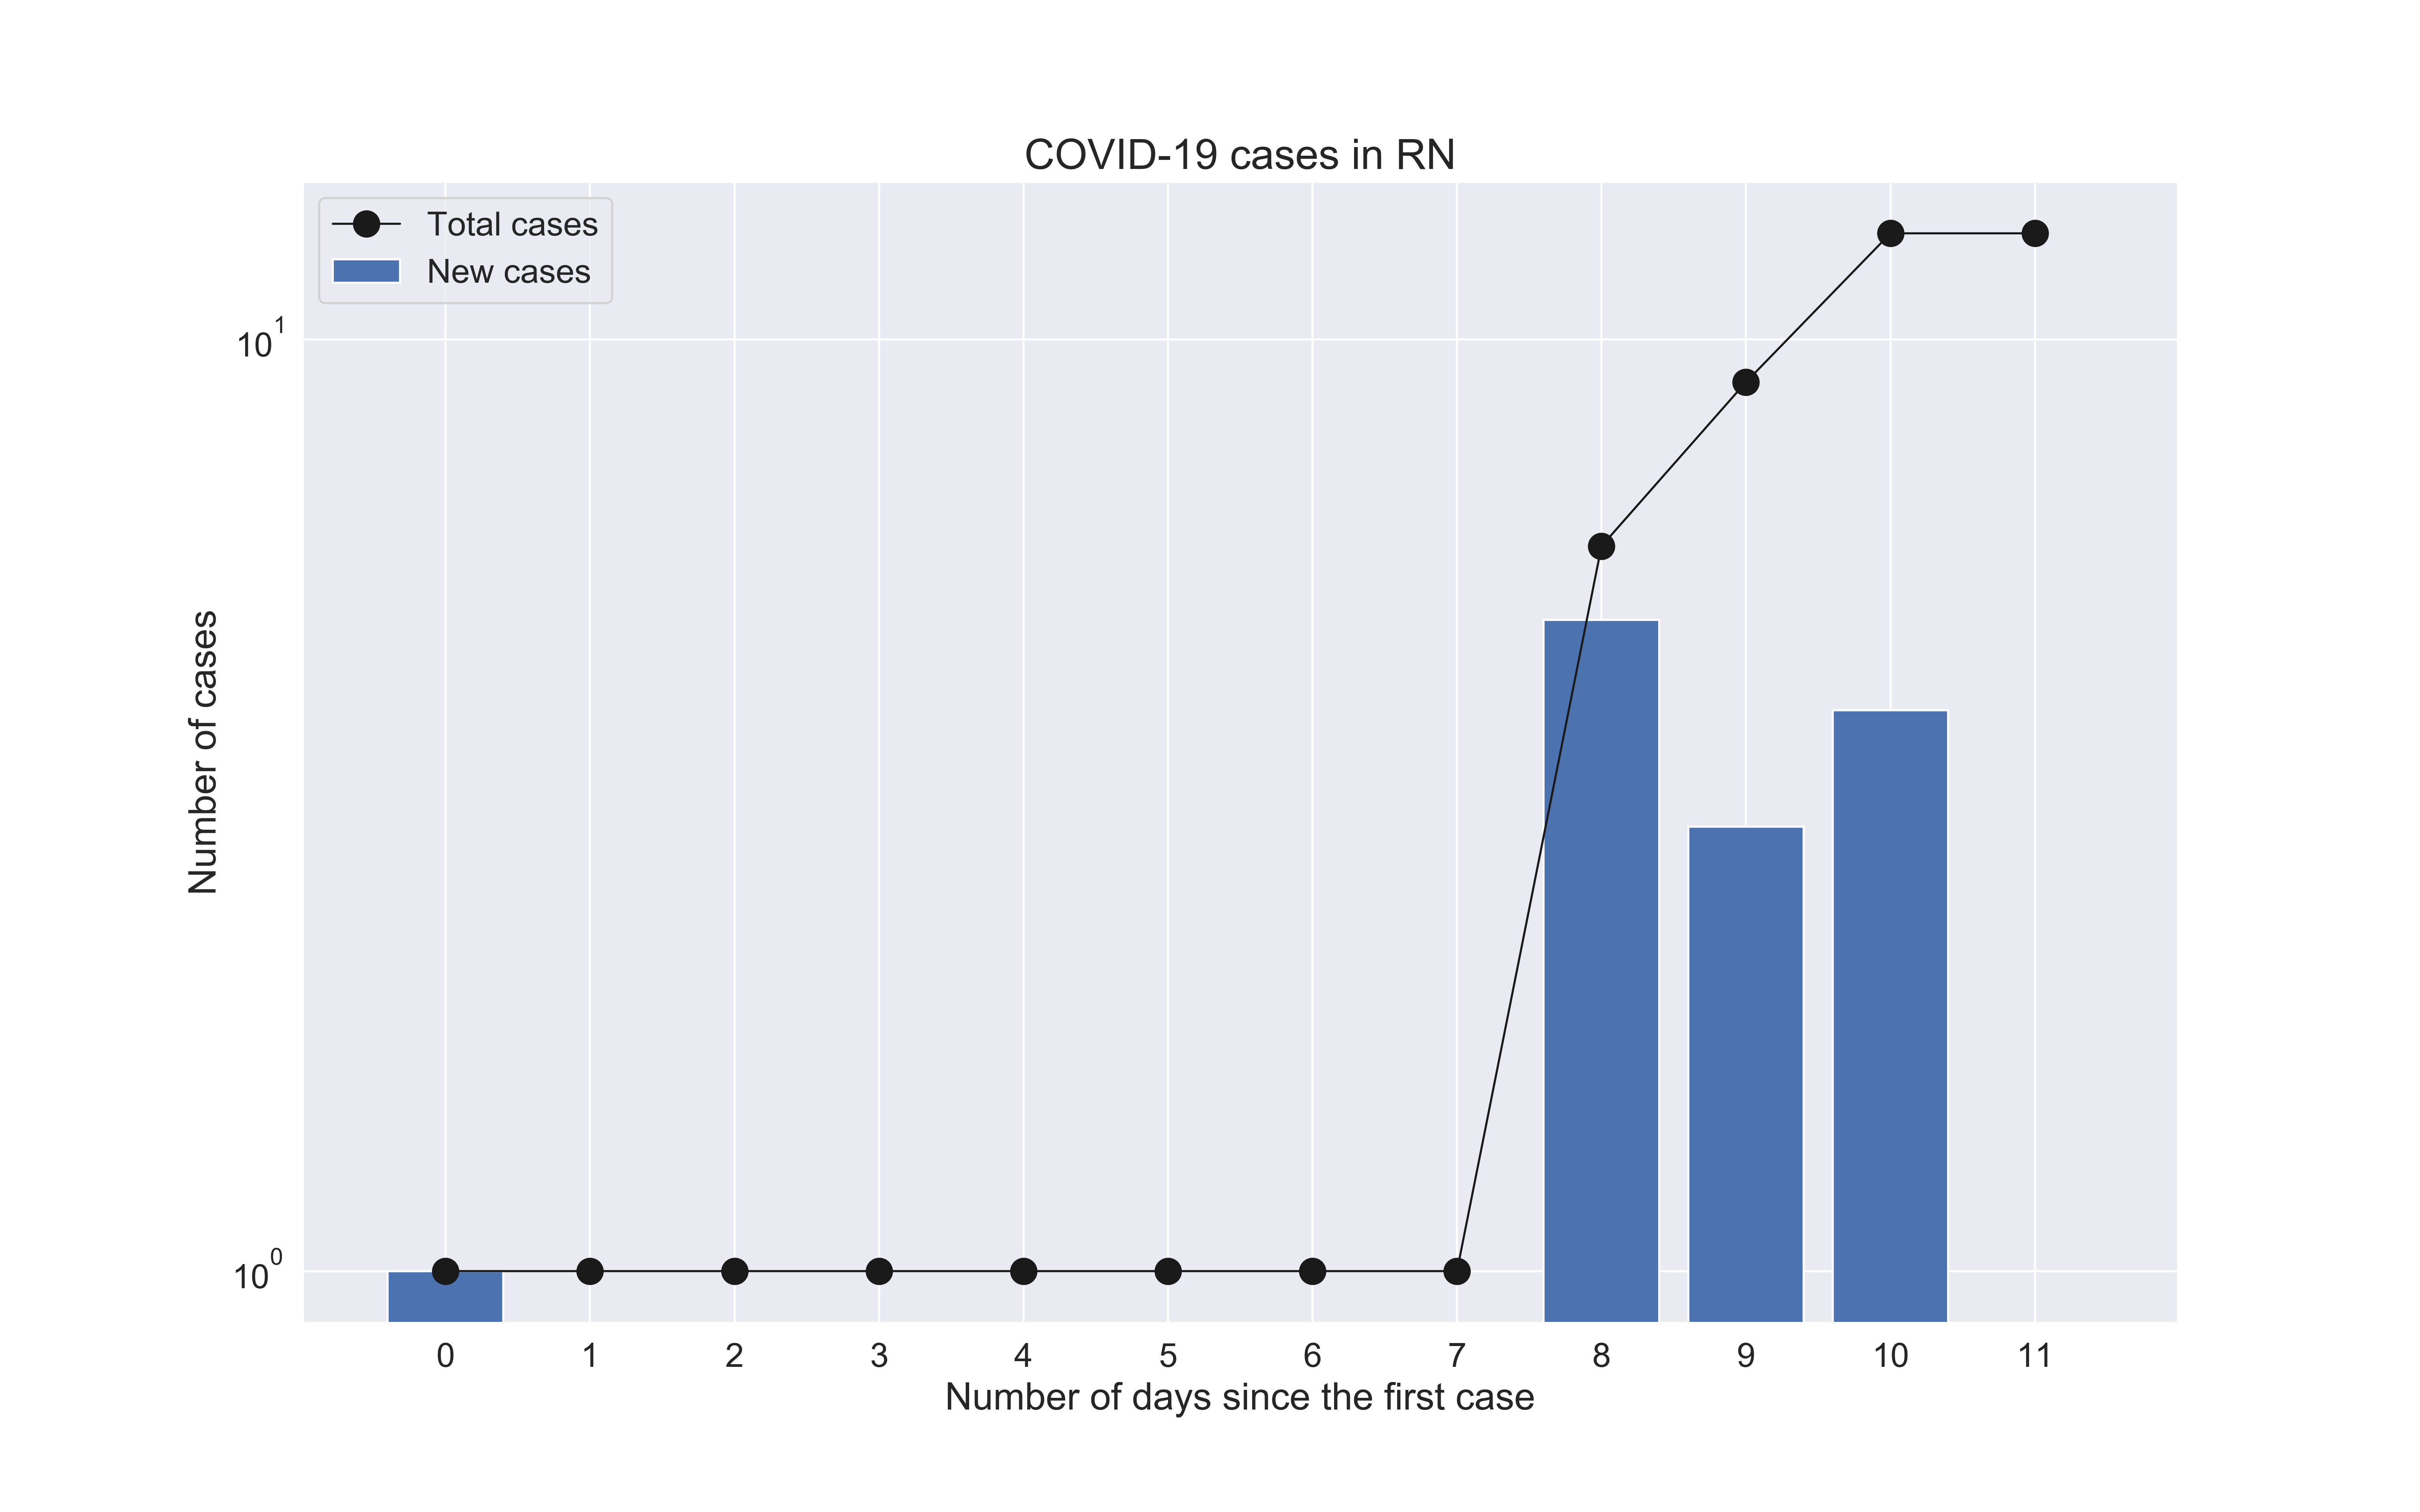 COVID-19 cases in RN
Total cases
New cases
10^1
10^0
Number of cases
0 1 2 3 4 5 6 7 8 9 10 11
Number of days since the first case